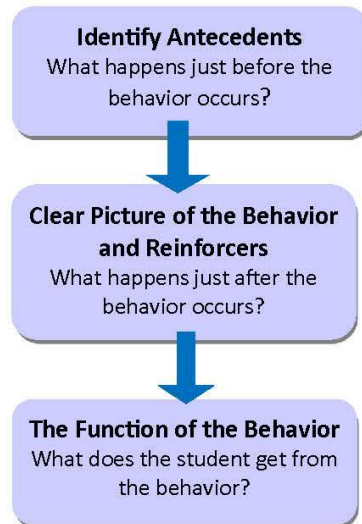 Identify Antecedents
What happens just before the
behavior occurs?
Clear Picture of the Behavior
and Reinforcers
What happens just after the
behavior occurs?
The Function of the Behavior
What does the student get from
the behavior?